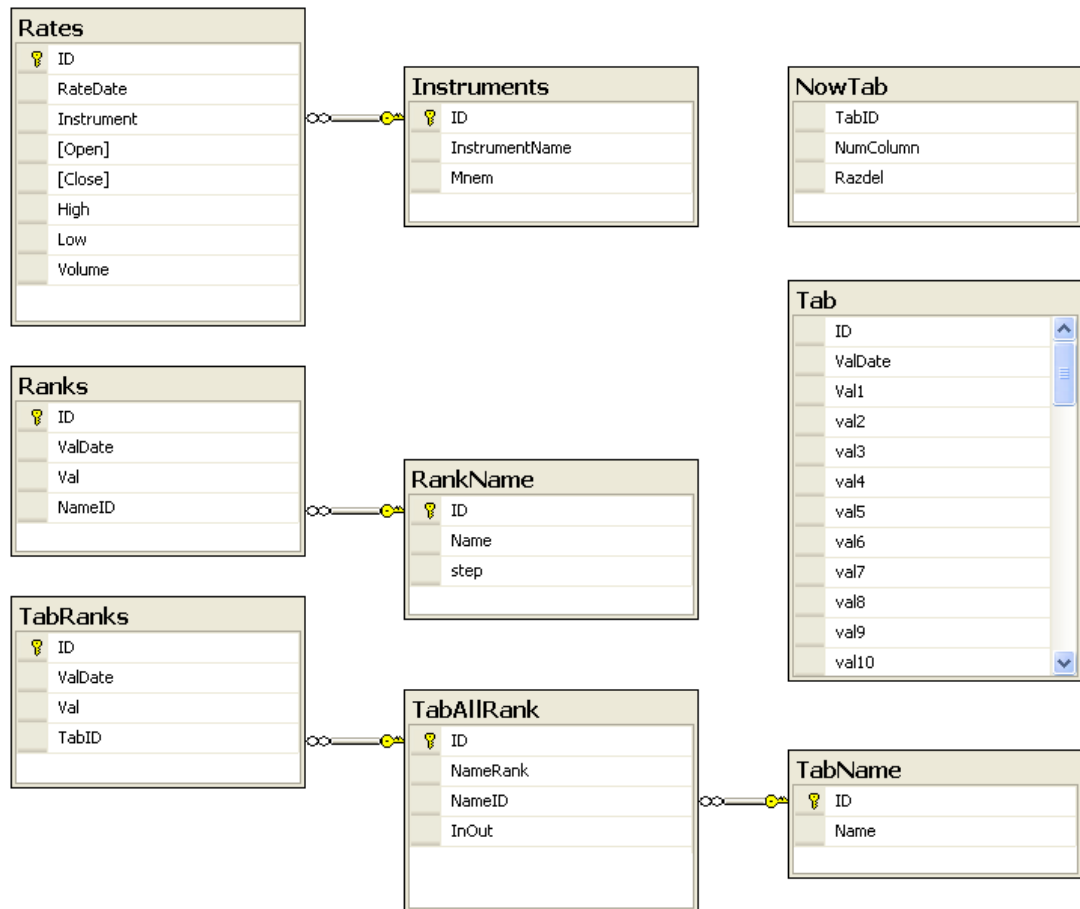 Rates
ID
RateDate
Instrument
[Open]
[Close]
High
Low
Volume
Instruments
ID
InstrumentName
Mnem
NowTab
TabID
NumColumn
Razdel
Tab
ID
ValDate
Val1
val2
val3
val4
val5
val6
val7
val8
val9
val10
Ranks
ID
ValDate
Val
NameID
RankName
ID
Name
step
TabRanks
ID
ValDate
Val
TabID
TabAllRank
ID
NameRank
NameID
InOut
TabName
ID
Name